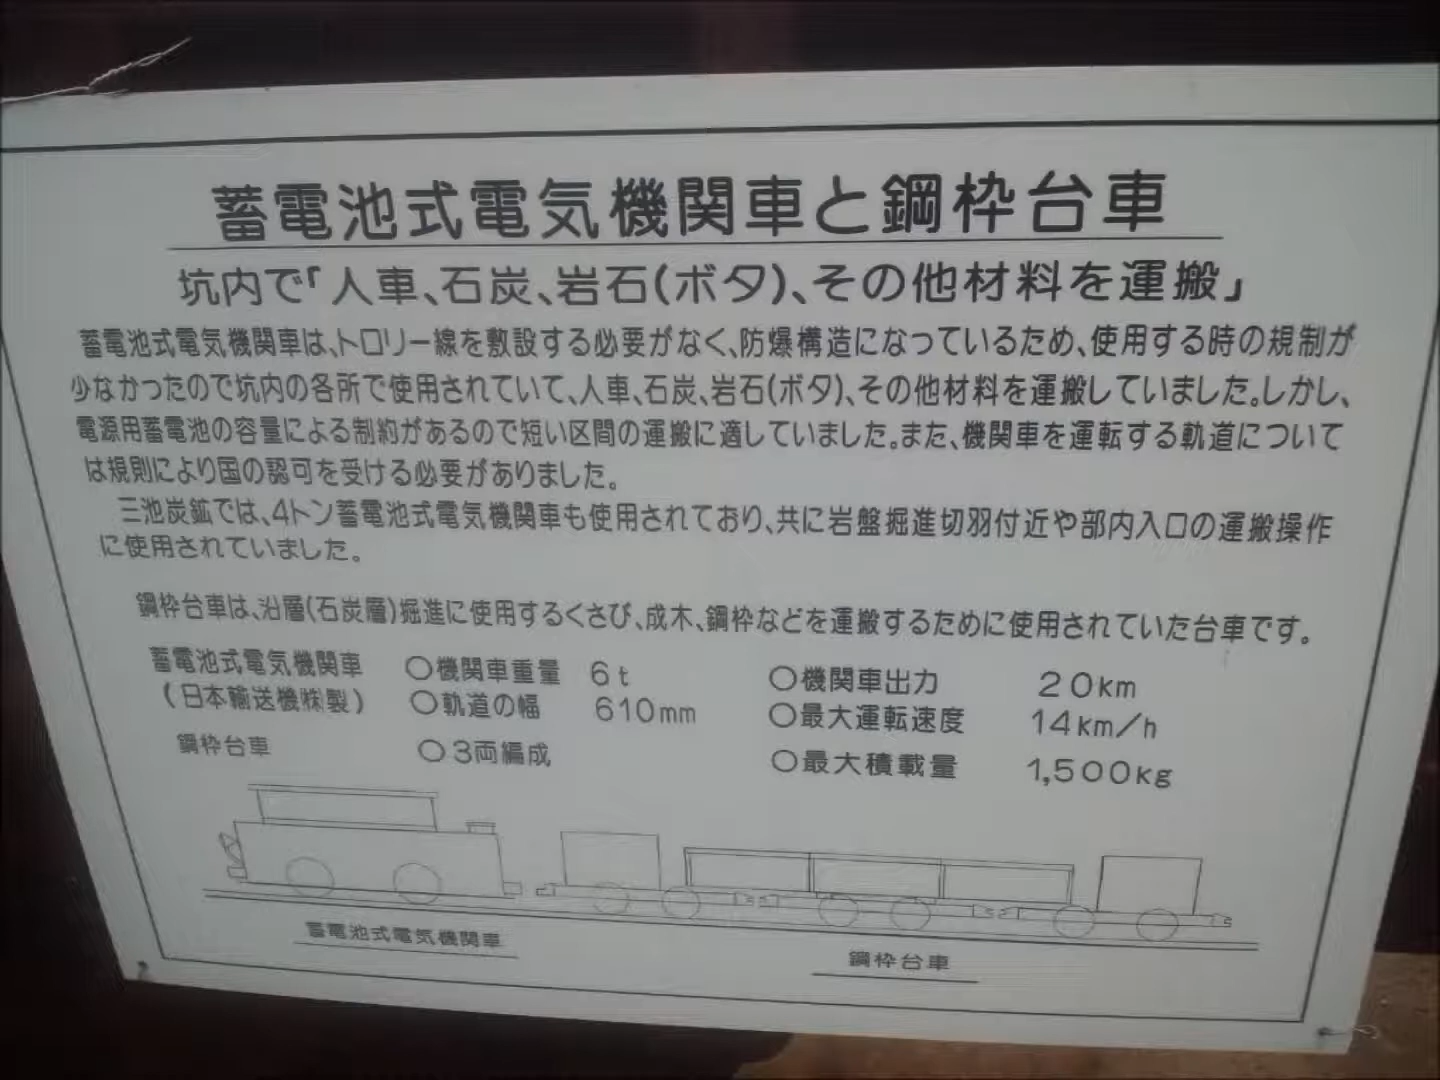 蓄電池式電気機関車と鋼枠台車
坑内で「人車、石炭、岩石(ボタ)、その他材料を運搬」
蓄電池式電気機関車は、トロリー線を敷設する必要がなく、防爆構造になっているため、使用する時の規制が
少なかったので坑内の各所で使用されていて、人車、石炭、岩石(ボタ)、その他材料を運搬していました。しかし、
電源用蓄電池の容量による制約があるので短い区間の運搬に適していました。また、機関車を運転する軌道について
は規則により国の認可を受ける必要がありました。
三池炭鉱では、4トン蓄電池式電気機関車も使用されており、共に岩盤掘進切羽付近や部内入口の運搬操作
に使用されていました。
鋼枠台車は、沿層(石炭層)掘進に使用するくさび、成木、鋼枠などを運搬するために使用されていた台車です。
蓄電池式電気機関車 ○機関車重量 6t ○機関車出力 20km
(日本輸送機㈱製) ○軌道の幅 610mm ○最大運転速度 14km/h
鋼枠台車 ○3両編成 ○最大積載量 1,500kg
蓄電池式電気機関車
鋼枠台車